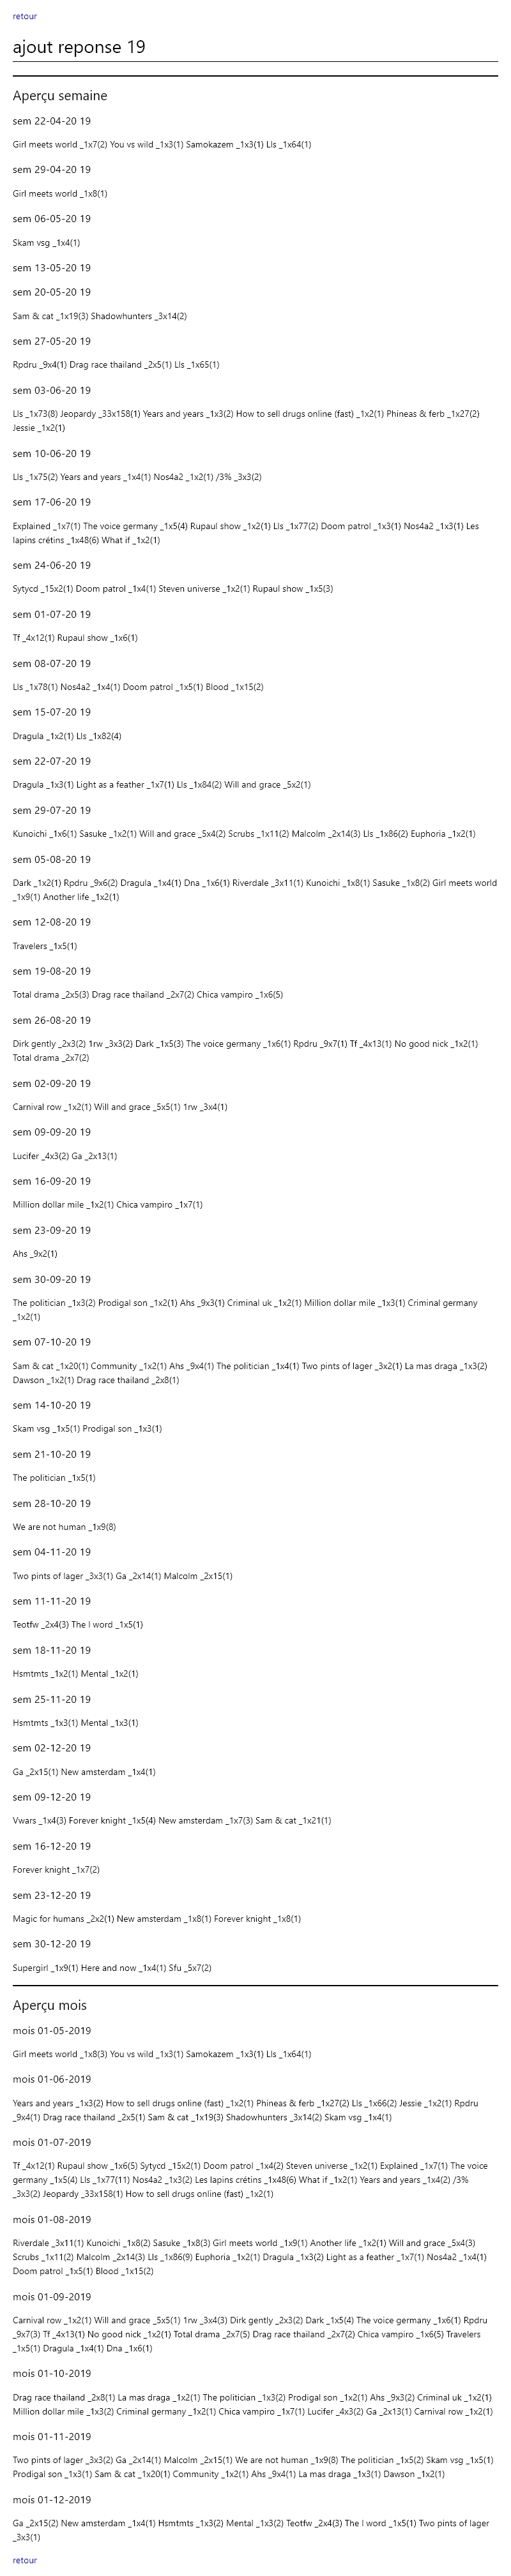 retour
ajout reponse 19
Aperçu semaine
sem 22-04-20 19
Girl meets world _1x7(2) You vs wild _1x3(1) Samokazem _1x3(1) Lls _1x64(1)
sem 29-04-20 19
Girl meets world _1x8(1)
sem 06-05-20 19
Skam vsg _1x4(1)
sem 13-05-20 19
sem 20-05-20 19
Sam & cat _1x19(3) Shadowhunters _3x14(2)
sem 27-05-20 19
Rpdru _9x4(1) Drag race thailand _2x5(1) Lls _1x65(1)
sem 03-06-20 19
Lls _1x73(8) Jeopardy _33x158(1) Years and years _1x3(2) How to sell drugs online (fast) _1x2(1) Phineas & ferb _1x27(2)
Jessie _1x2(1)
sem 10-06-20 19
Lls _1x75(2) Years and years _1x4(1) Nos4a2 _1x2(1) /3% _3x3(2)
sem 17-06-20 19
Explained _1x7(1) The voice germany _1x5(4) Rupaul show _1x2(1) Lls _1x77(2) Doom patrol _1x3(1) Nos4a2 _1x3(1) Les
lapins crétins _1x48(6) What if _1x2(1)
sem 24-06-20 19
Sytycd _15x2(1) Doom patrol _1x4(1) Steven universe _1x2(1) Rupaul show _1x5(3)
sem 01-07-20 19
Tf _4x12(1) Rupaul show _1x6(1)
sem 08-07-20 19
Lls _1x78(1) Nos4a2 _1x4(1) Doom patrol _1x5(1) Blood _1x15(2)
sem 15-07-20 19
Dragula _1x2(1) Lls _1x82(4)
sem 22-07-20 19
Dragula _1x3(1) Light as a feather _1x7(1) Lls _1x84(2) Will and grace _5x2(1)
sem 29-07-20 19
Kunoichi _1x6(1) Sasuke _1x2(1) Will and grace _5x4(2) Scrubs _1x11(2) Malcolm _2x14(3) Lls _1x86(2) Euphoria _1x2(1)
sem 05-08-20 19
Dark _1x2(1) Rpdru _9x6(2) Dragula _1x4(1) Dna _1x6(1) Riverdale _3x11(1) Kunoichi _1x8(1) Sasuke _1x8(2) Girl meets world
_1x9(1) Another life _1x2(1)
sem 12-08-20 19
Travelers _1x5(1)
sem 19-08-20 19
Total drama _2x5(3) Drag race thailand _2x7(2) Chica vampiro _1x6(5)
sem 26-08-20 19
Dirk gently _2x3(2) 1rw _3x3(2) Dark _1x5(3) The voice germany _1x6(1) Rpdru _9x7(1) Tf _4x13(1) No good nick _1x2(1)
Total drama _2x7(2)
sem 02-09-20 19
Carnival row _1x2(1) Will and grace _5x5(1) 1rw _3x4(1)
sem 09-09-20 19
Lucifer _4x3(2) Ga _2x13(1)
sem 16-09-20 19
Million dollar mile _1x2(1) Chica vampiro _1x7(1)
sem 23-09-20 19
Ahs _9x2(1)
sem 30-09-20 19
The politician _1x3(2) Prodigal son _1x2(1) Ahs _9x3(1) Criminal uk _1x2(1) Million dollar mile _1x3(1) Criminal germany
_1x2(1)
sem 07-10-20 19
Sam & cat _1x20(1) Community _1x2(1) Ahs _9x4(1) The politician _1x4(1) Two pints of lager _3x2(1) La mas draga _1x3(2)
Dawson _1x2(1) Drag race thailand _2x8(1)
sem 14-10-20 19
Skam vsg _1x5(1) Prodigal son _1x3(1)
sem 21-10-20 19
The politician _1x5(1)
sem 28-10-20 19
We are not human _1x9(8)
sem 04-11-20 19
Two pints of lager _3x3(1) Ga _2x14(1) Malcolm _2x15(1)
sem 11-11-20 19
Teotfw _2x4(3) The l word _1x5(1)
sem 18-11-20 19
Hsmtmts _1x2(1) Mental _1x2(1)
sem 25-11-20 19
Hsmtmts _1x3(1) Mental _1x3(1)
sem 02-12-20 19
Ga _2x15(1) New amsterdam _1x4(1)
sem 09-12-20 19
Vwars _1x4(3) Forever knight _1x5(4) New amsterdam _1x7(3) Sam & cat _1x21(1)
sem 16-12-20 19
Forever knight _1x7(2)
sem 23-12-20 19
Magic for humans _2x2(1) New amsterdam _1x8(1) Forever knight _1x8(1)
sem 30-12-20 19
Supergirl _1x9(1) Here and now _1x4(1) Sfu _5x7(2)
Aperçu mois
mois 01-05-2019
Girl meets world _1x8(3) You vs wild _1x3(1) Samokazem _1x3(1) Lls _1x64(1)
mois 01-06-2019
Years and years _1x3(2) How to sell drugs online (fast) _1x2(1) Phineas & ferb _1x27(2) Lls _1x66(2) Jessie _1x2(1) Rpdru
_9x4(1) Drag race thailand _2x5(1) Sam & cat _1x19(3) Shadowhunters _3x14(2) Skam vsg _1x4(1)
mois 01-07-2019
Tf _4x12(1) Rupaul show _1x6(5) Sytycd _15x2(1) Doom patrol _1x4(2) Steven universe _1x2(1) Explained _1x7(1) The voice
germany _1x5(4) Lls _1x77(11) Nos4a2 _1x3(2) Les lapins crétins _1x48(6) What if _1x2(1) Years and years _1x4(2) /3%
_3x3(2) Jeopardy _33x158(1) How to sell drugs online (fast) _1x2(1)
mois 01-08-2019
Riverdale _3x11(1) Kunoichi _1x8(2) Sasuke _1x8(3) Girl meets world _1x9(1) Another life _1x2(1) Will and grace _5x4(3)
Scrubs _1x11(2) Malcolm _2x14(3) Lls _1x86(9) Euphoria _1x2(1) Dragula _1x3(2) Light as a feather _1x7(1) Nos4a2 _1x4(1)
Doom patrol _1x5(1) Blood _1x15(2)
mois 01-09-2019
Carnival row _1x2(1) Will and grace _5x5(1) 1rw _3x4(3) Dirk gently _2x3(2) Dark _1x5(4) The voice germany _1x6(1) Rpdru
_9x7(3) Tf _4x13(1) No good nick _1x2(1) Total drama _2x7(5) Drag race thailand _2x7(2) Chica vampiro _1x6(5) Travelers
_1x5(1) Dragula _1x4(1) Dna _1x6(1)
mois 01-10-2019
Drag race thailand _2x8(1) La mas draga _1x2(1) The politician _1x3(2) Prodigal son _1x2(1) Ahs _9x3(2) Criminal uk _1x2(1)
Million dollar mile _1x3(2) Criminal germany _1x2(1) Chica vampiro _1x7(1) Lucifer _4x3(2) Ga _2x13(1) Carnival row _1x2(1)
mois 01-11-2019
Two pints of lager _3x3(2) Ga _2x14(1) Malcolm _2x15(1) We are not human _1x9(8) The politician _1x5(2) Skam vsg _1x5(1)
Prodigal son _1x3(1) Sam & cat _1x20(1) Community _1x2(1) Ahs _9x4(1) La mas draga _1x3(1) Dawson _1x2(1)
mois 01-12-2019
Ga _2x15(2) New amsterdam _1x4(1) Hsmtmts _1x3(2) Mental _1x3(2) Teotfw _2x4(3) The l word _1x5(1) Two pints of lager
_3x3(1)
retour